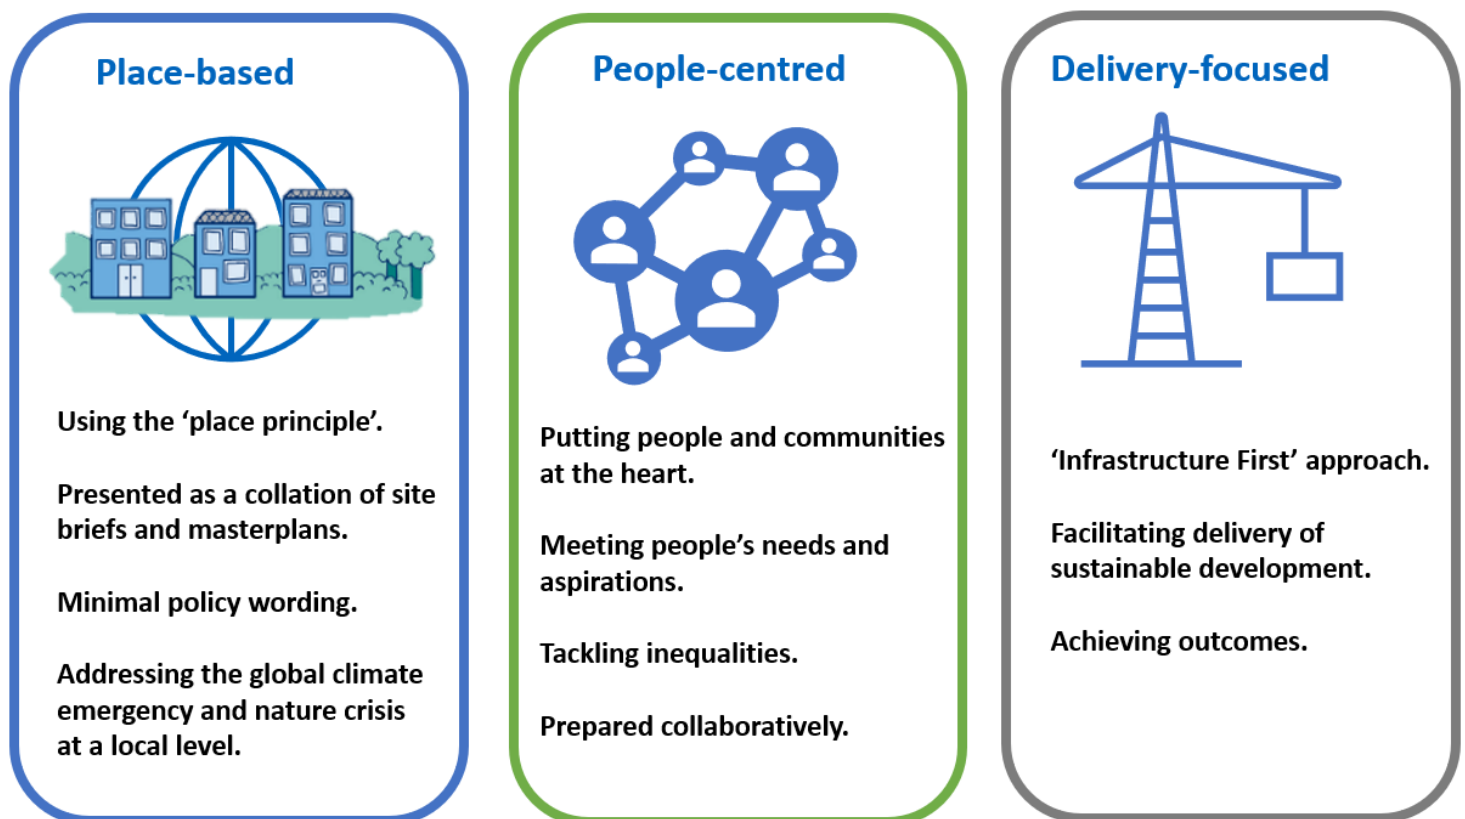 Place-based
Using the ‘place principle’.
Presented as a collation of site
briefs and masterplans.
Minimal policy wording.
Addressing the global climate
emergency and nature crisis
at a local level.
People-centred
Putting people and communities
at the heart.
Meeting people’s needs and
aspirations.
Tackling inequalities.
Prepared collaboratively.
Delivery-focused
‘Infrastructure First’ approach.
Facilitating delivery of
sustainable development.
Achieving outcomes.